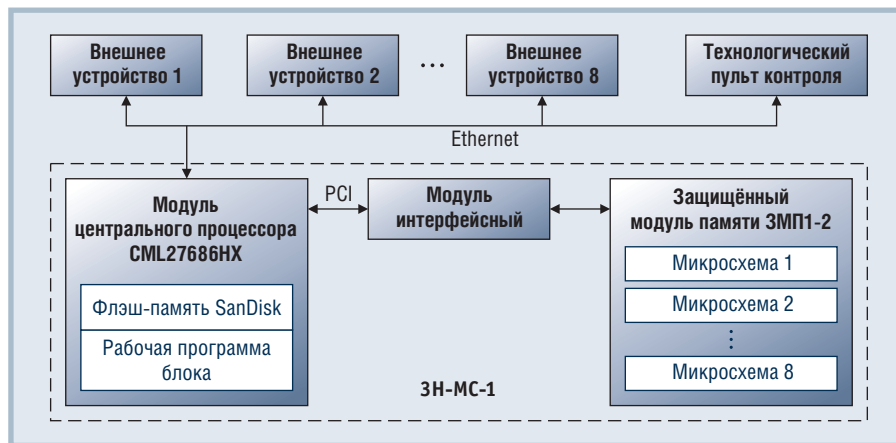 Внешнее
устройство 1
Внешнее
устройство 2
...
Внешнее
устройство 8
Технологический
пульт контроля
Ethernet
Модуль
центрального процессора
CML27686HX
Флэш-память SanDisk
Рабочая программа
блока
PCI
Модуль
интерфейсный
Защищённый
модуль памяти ЗМП1-2
Микросхема 1
Микросхема 2
Микросхема 8
ЗН-МС-1